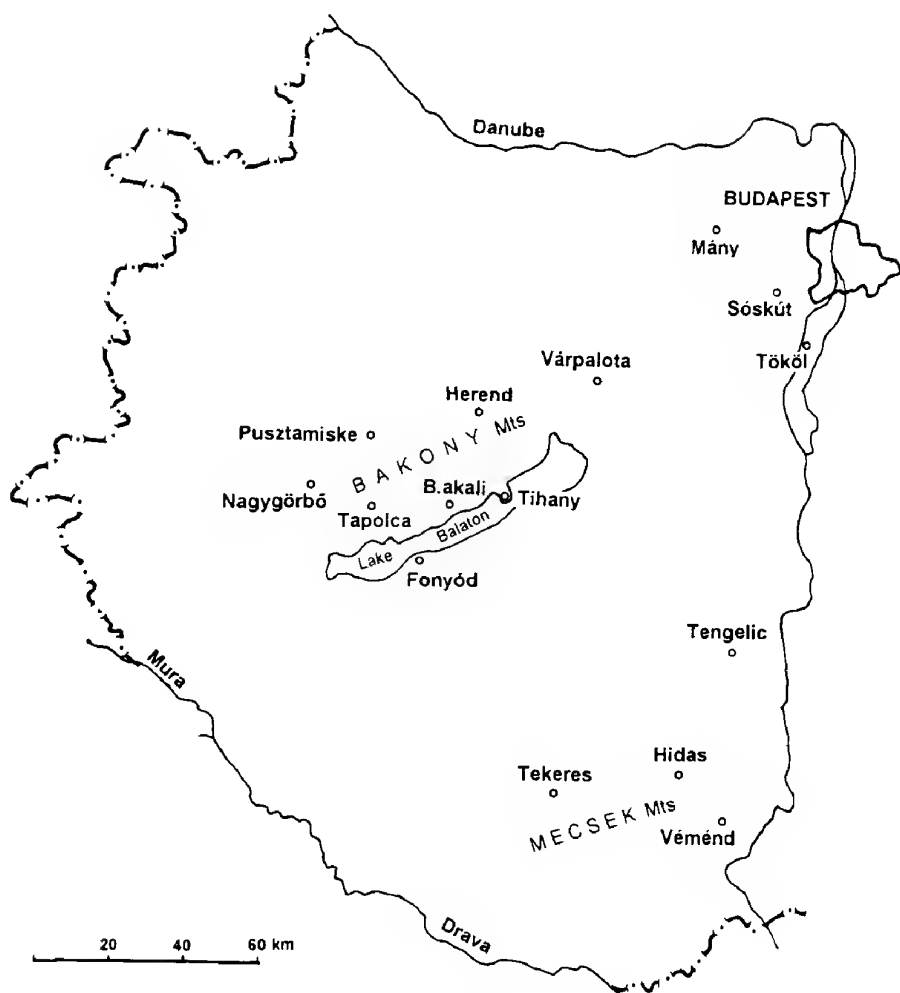 Danube
BUDAPEST
Mány
Sóskút
Tököl
Várpalota
Herend
Pusztamiske
BAKONY Mts
Nagygörbő
B.akali
Tihany
Tapolca
Lake Balaton
Fonyód
Tengelic
Mura
Hidas
Tekeres
MECSEK Mts
Véménd
Drava
20 40 60 km